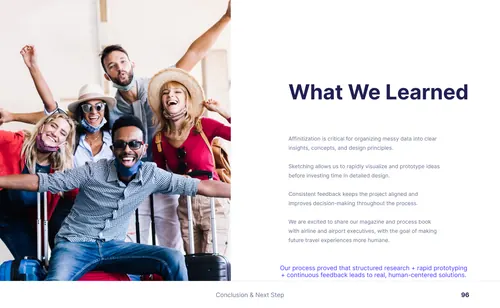 What We Learned
Affinitization is critical for organizing messy data into clear
insights, concepts, and design principles.
Sketching allows us to rapidly visualize and prototype ideas
before investing time in detailed design.
Consistent feedback keeps the project aligned and
improves decision-making throughout the process.
We are excited to share our magazine and process book
with airline and airport executives, with the goal of making
future travel experiences more humane.
Our process proved that structured research + rapid prototyping
+ continuous feedback leads to real, human-centered solutions.
Conclusion & Next Step
96